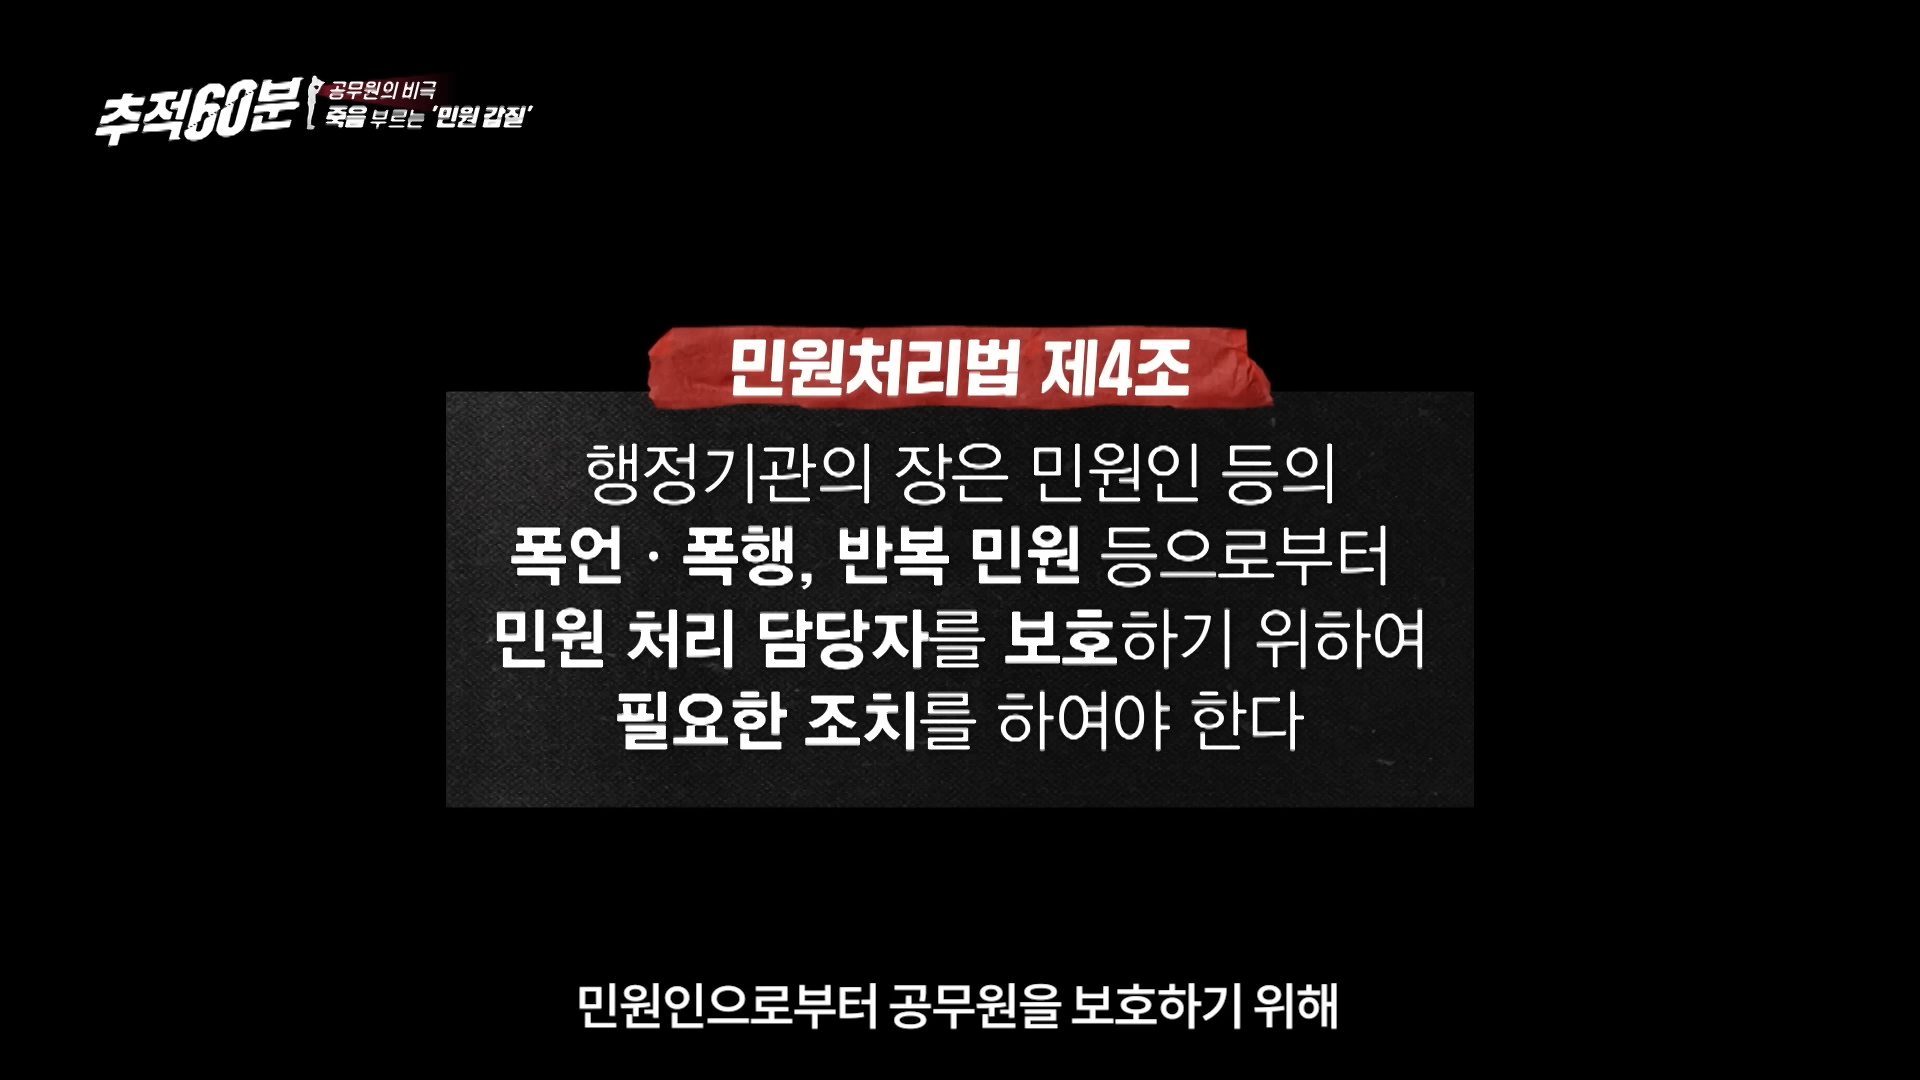 추적60분
공무원의 비극
죽음 부르는 '민원 갑질'
민원처리법 제4조
행정기관의 장은 민원인 등의
폭언 · 폭행, 반복 민원 등으로부터
민원 처리 담당자를 보호하기 위하여
필요한 조치를 하여야 한다
민원인으로부터 공무원을 보호하기 위해